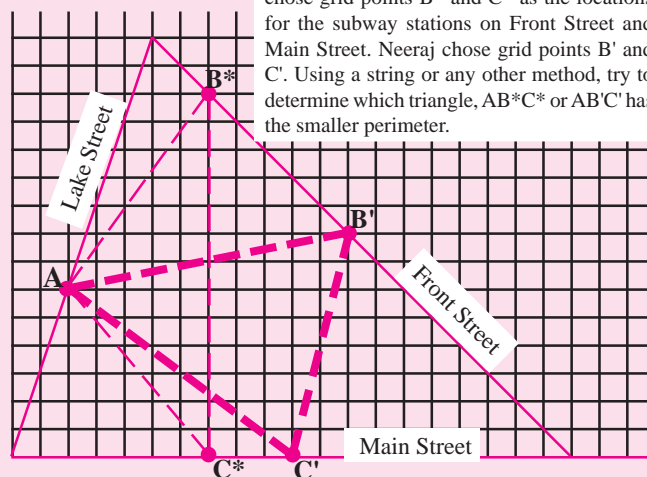 chose grid points B* and C* as the locations
for the subway stations on Front Street and
Main Street. Neeraj chose grid points B' and
C'. Using a string or any other method, try to
determine which triangle, AB*C* or AB'C' has
the smaller perimeter.
B*
Lake Street
B'
A
Front Street
Main Street
C*
C'